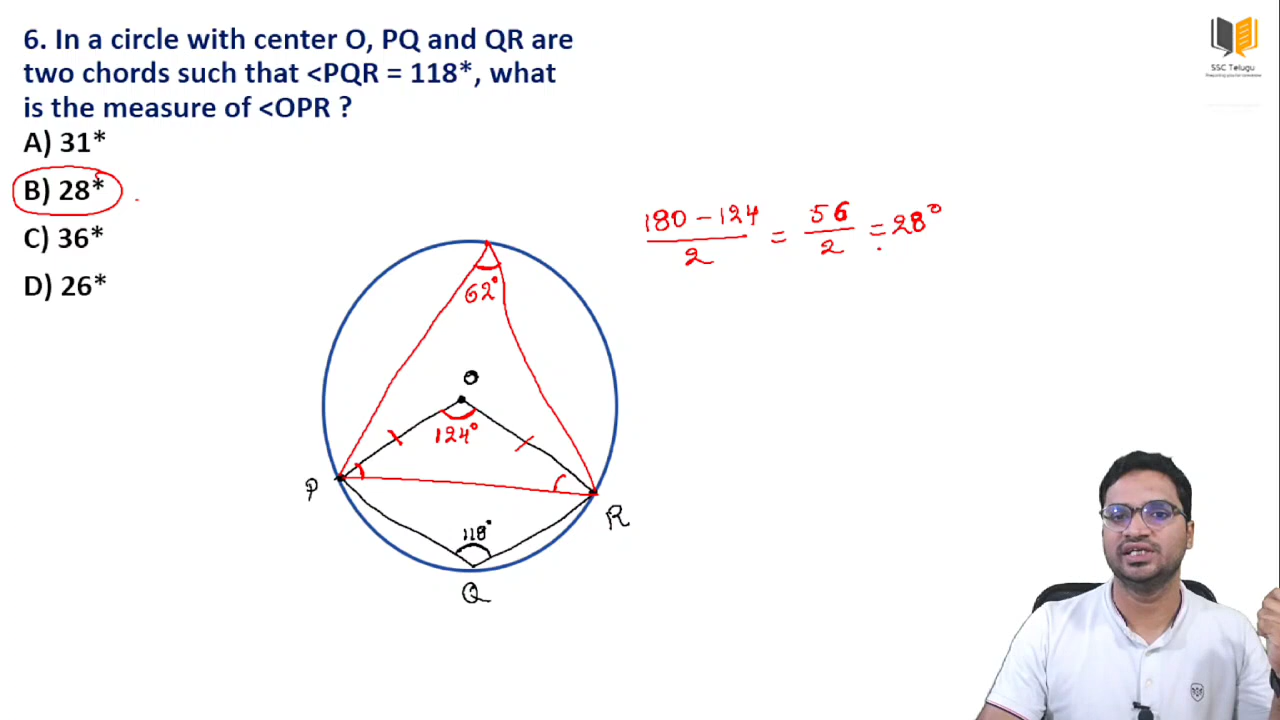 6. In a circle with center O, PQ and QR are
two chords such that <PQR = 118*, what
is the measure of <OPR ?
A) 31*
B) 28*
C) 36*
D) 26*
SSC Telugu
180 - 124 / 2 = 56 / 2 = 28°
62°
O
124°
P
R
118°
Q